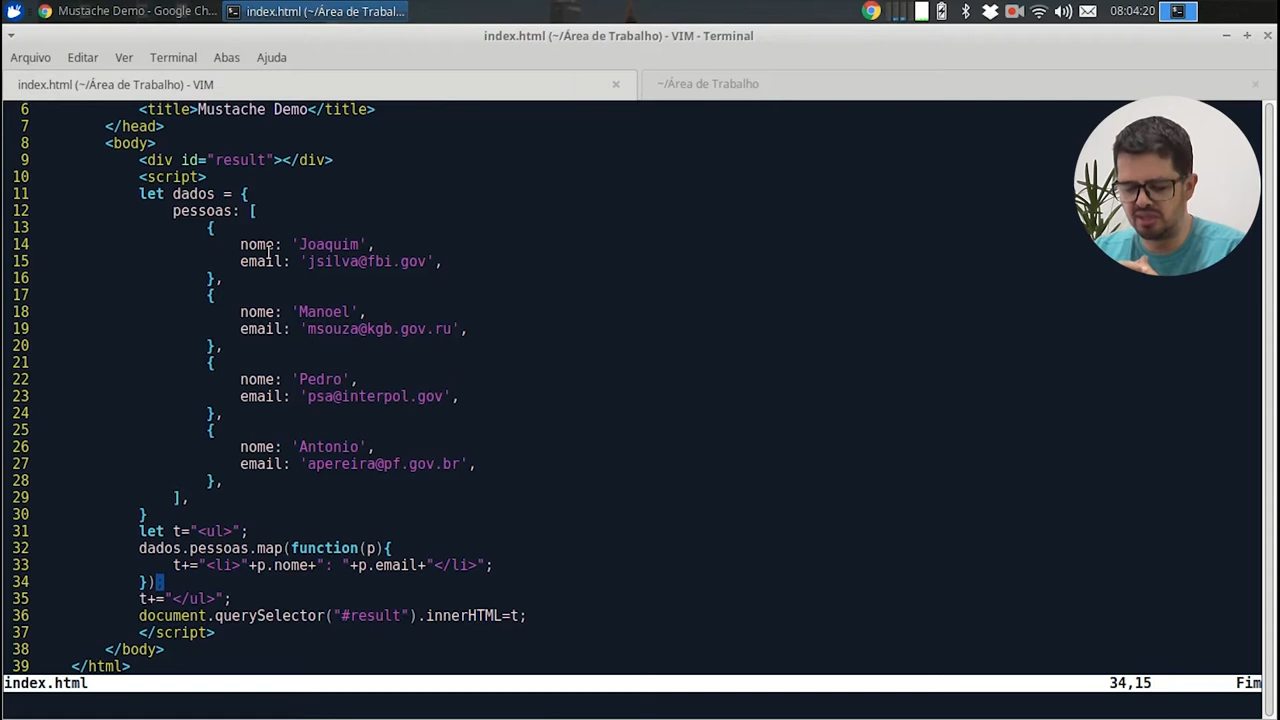 Mustache Demo - Google Ch...
index.html (~/Área de Trabal...
08:04:20
index.html (~/Área de Trabalho) - VIM - Terminal
Arquivo Editar Ver Terminal Abas Ajuda
index.html (~/Área de Trabalho) - VIM
~/Área de Trabalho
6 <title>Mustache Demo</title>
7 </head>
8 <body>
9 <div id="result"></div>
10 <script>
11 let dados = {
12 pessoas: [
13 {
14 nome: 'Joaquim',
15 email: 'jsilva@fbi.gov',
16 },
17 {
18 nome: 'Manoel',
19 email: 'msouza@kgb.gov.ru',
20 },
21 {
22 nome: 'Pedro',
23 email: 'psa@interpol.gov',
24 },
25 {
26 nome: 'Antonio',
27 email: 'apereira@pf.gov.br',
28 },
29 ],
30 }
31 let t="<ul>";
32 dados.pessoas.map(function(p){
33 t+="<li>"+p.nome+": "+p.email+"</li>";
34 });
35 t+="</ul>";
36 document.querySelector("#result").innerHTML=t;
37 </script>
38 </body>
39 </html>
index.html 34,15 Fim